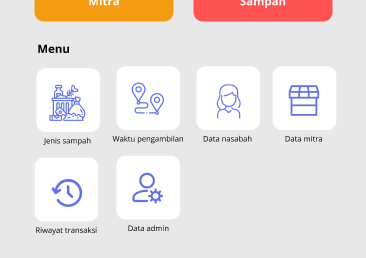 Mitra
Sampah
Menu
Jenis sampah
Waktu pengambilan
Data nasabah
Data mitra
Riwayat transaksi
Data admin